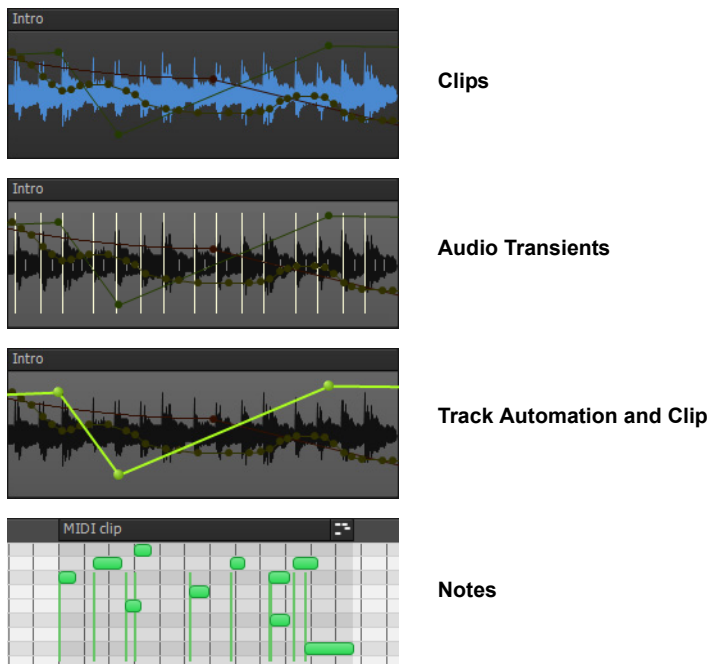 Intro
Clips
Intro
Audio Transients
Intro
Track Automation and Clip
MIDI clip
Notes